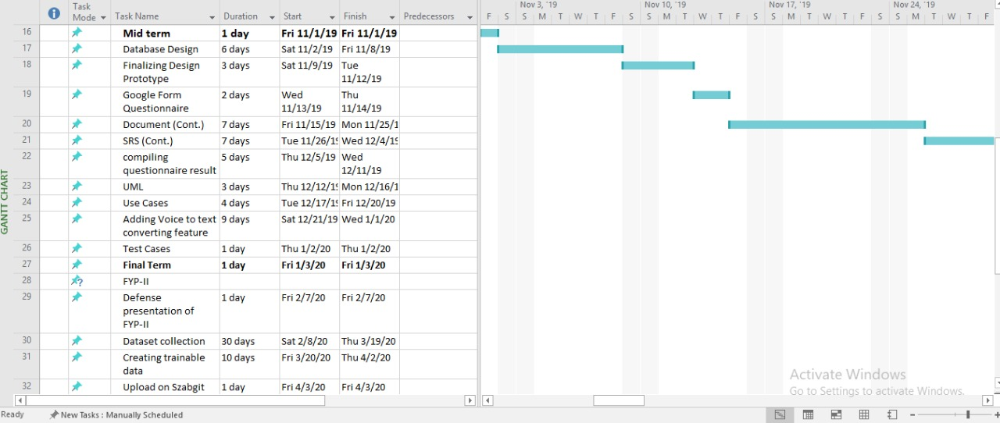 Task Mode Task Name Duration Start Finish Predecessors
Nov 3, '19 Nov 10, '19 Nov 17, '19 Nov 24, '19
F S S M T W T F S S M T W T F S S M T W T F S S M T W T F
16 Mid term 1 day Fri 11/1/19 Fri 11/1/19
17 Database Design 6 days Sat 11/2/19 Fri 11/8/19
18 Finalizing Design Prototype 3 days Sat 11/9/19 Tue 11/12/19
19 Google Form Questionnaire 2 days Wed 11/13/19 Thu 11/14/19
20 Document (Cont.) 7 days Fri 11/15/19 Mon 11/25/1
21 SRS (Cont.) 7 days Tue 11/26/19 Wed 12/4/19
22 compiling questionnaire result 5 days Thu 12/5/19 Wed 12/11/19
23 UML 3 days Thu 12/12/19 Mon 12/16/1
24 Use Cases 4 days Tue 12/17/19 Fri 12/20/19
25 Adding Voice to text converting feature 9 days Sat 12/21/19 Wed 1/1/20
26 Test Cases 1 day Thu 1/2/20 Thu 1/2/20
27 Final Term 1 day Fri 1/3/20 Fri 1/3/20
28 FYP-II
29 Defense presentation of FYP-II 1 day Fri 2/7/20 Fri 2/7/20
30 Dataset collection 30 days Sat 2/8/20 Thu 3/19/20
31 Creating trainable data 10 days Fri 3/20/20 Thu 4/2/20
32 Upload on Szabgit 1 day Fri 4/3/20 Fri 4/3/20
GANTT CHART
Activate Windows
Go to Settings to activate Windows.
Ready New Tasks : Manually Scheduled